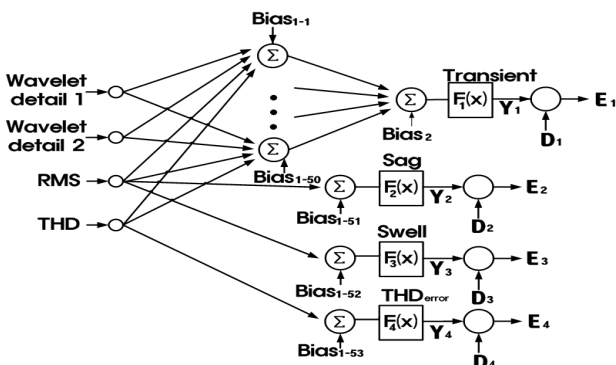 Bias1-1
Wavelet
detail 1
Wavelet
detail 2
RMS
THD
Σ
Σ
Bias1-50
Σ
Bias2
Transient
F1(x)
Y1
D1
E1
Σ
Bias1-51
Sag
F2(x)
Y2
D2
E2
Σ
Bias1-52
Swell
F3(x)
Y3
D3
E3
Σ
Bias1-53
THDerror
F4(x)
Y4
D4
E4